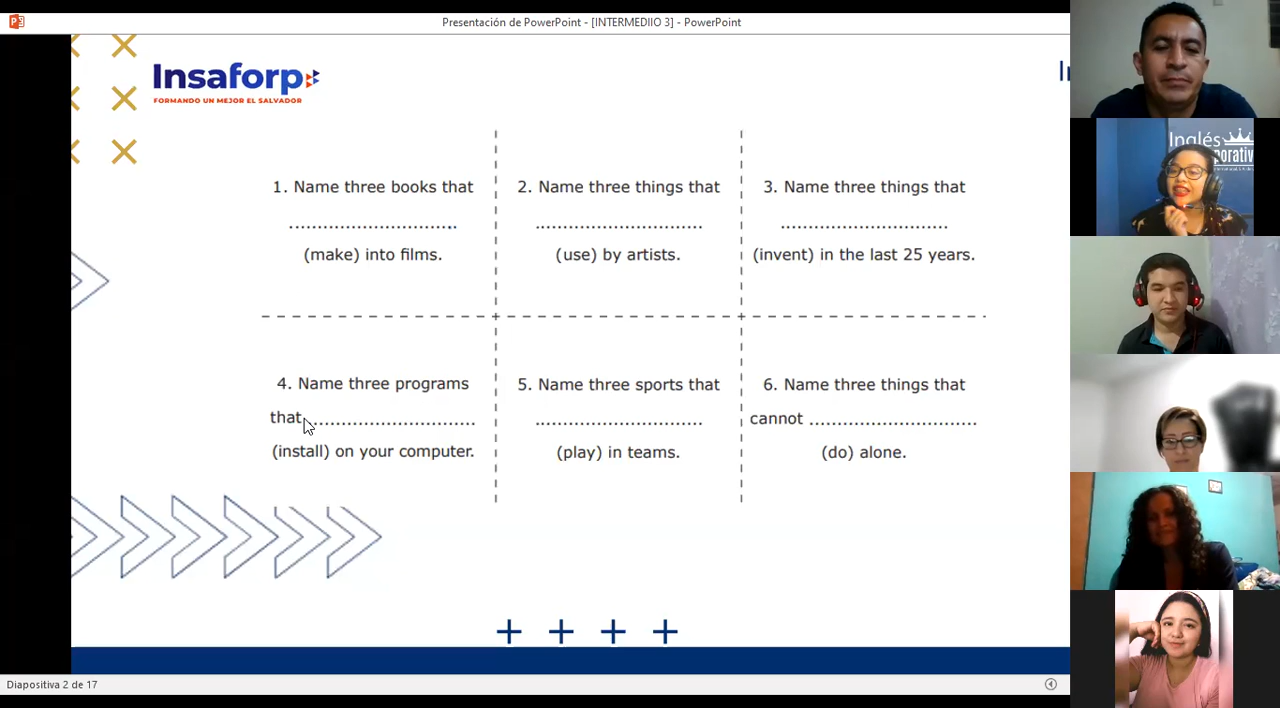 Presentación de PowerPoint - [INTERMEDIIO 3] - PowerPoint
Insaforp
FORMANDO UN MEJOR EL SALVADOR
1. Name three books that
..............................
(make) into films.
2. Name three things that
..............................
(use) by artists.
3. Name three things that
..............................
(invent) in the last 25 years.
4. Name three programs
that..............................
(install) on your computer.
5. Name three sports that
..............................
(play) in teams.
6. Name three things that
cannot ..............................
(do) alone.
Diapositiva 2 de 17
Inglés